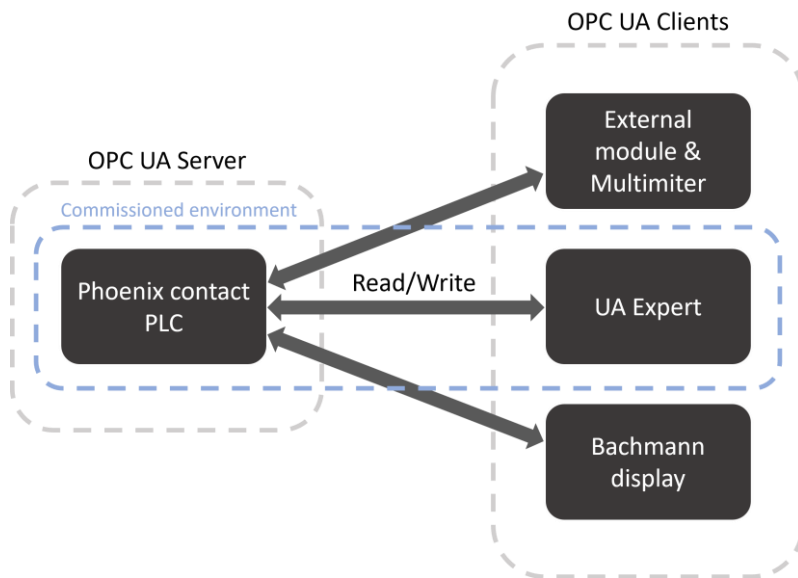 OPC UA Clients
External
module &
Multimiter
OPC UA Server
Commissioned environment
Phoenix contact
PLC
Read/Write
UA Expert
Bachmann
display